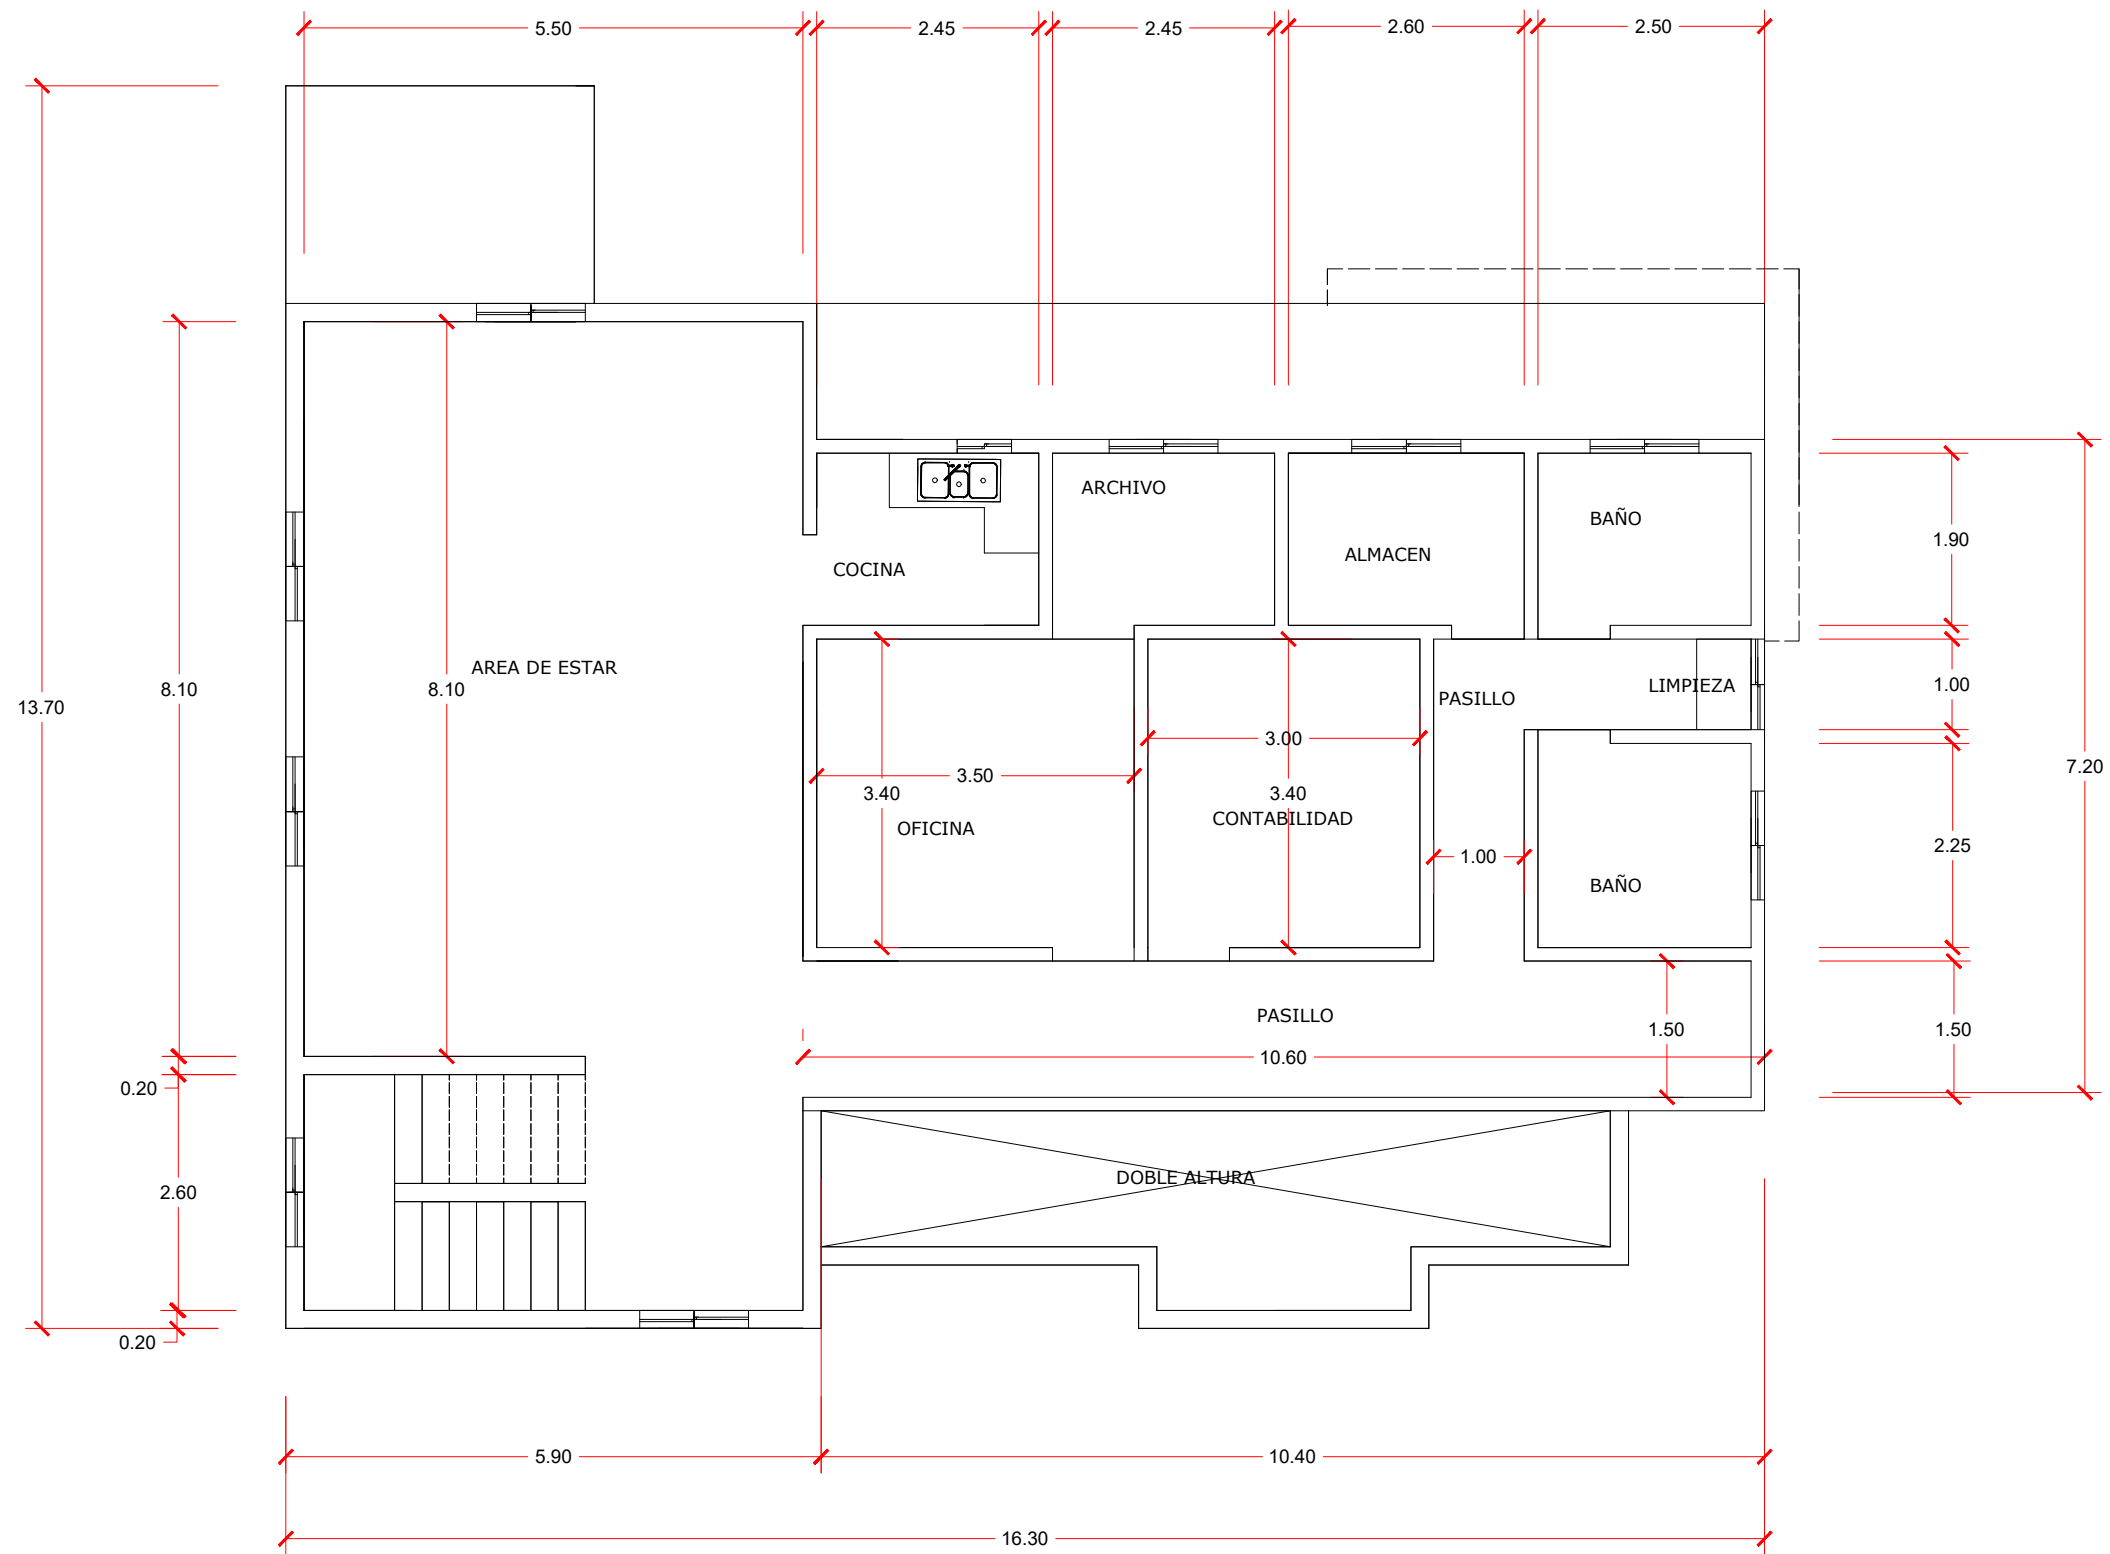 5.50
2.45
2.45
2.60
2.50
ARCHIVO
BAÑO
ALMACEN
1.90
COCINA
AREA DE ESTAR
LIMPIEZA
1.00
8.10
8.10
PASILLO
13.70
3.00
7.20
3.50
3.40
3.40
CONTABILIDAD
OFICINA
2.25
1.00
BAÑO
PASILLO
1.50
1.50
10.60
0.20
DOBLE ALTURA
2.60
0.20
5.90
10.40
16.30